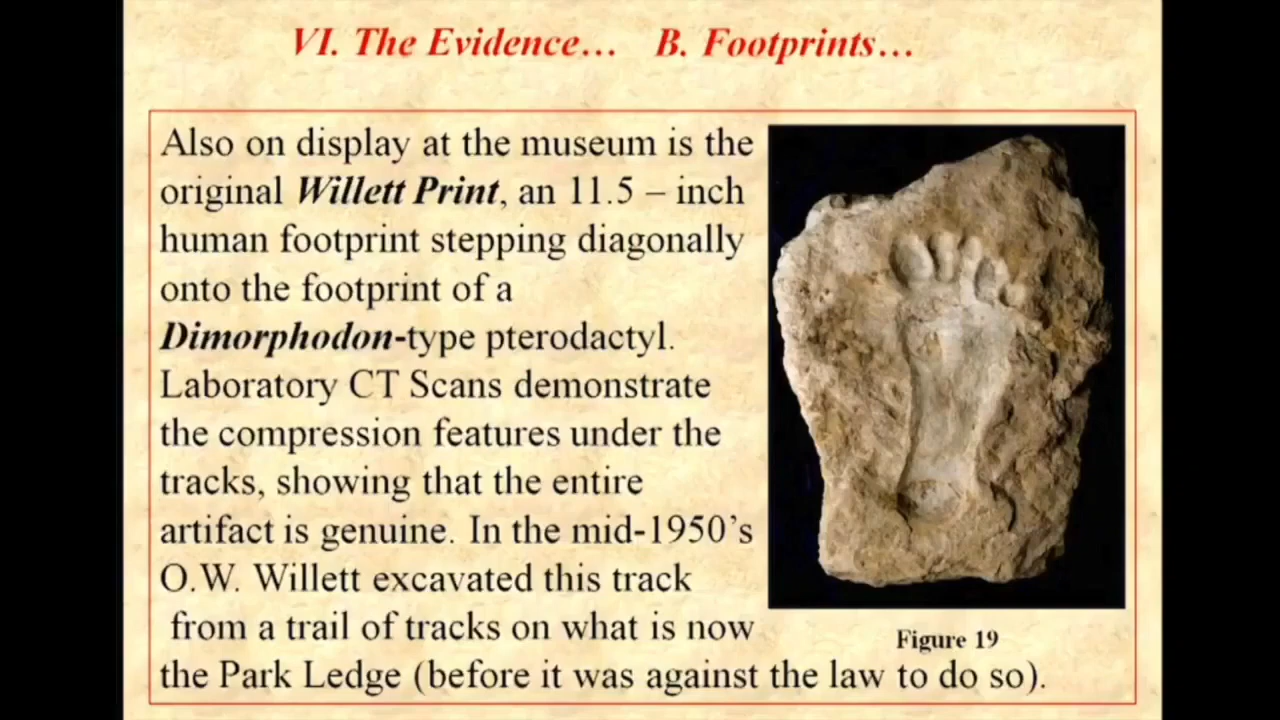 VI. The Evidence… B. Footprints…
Also on display at the museum is the
original Willett Print, an 11.5 – inch
human footprint stepping diagonally
onto the footprint of a
Dimorphodon-type pterodactyl.
Laboratory CT Scans demonstrate
the compression features under the
tracks, showing that the entire
artifact is genuine. In the mid-1950’s
O.W. Willett excavated this track
from a trail of tracks on what is now
the Park Ledge (before it was against the law to do so).
Figure 19